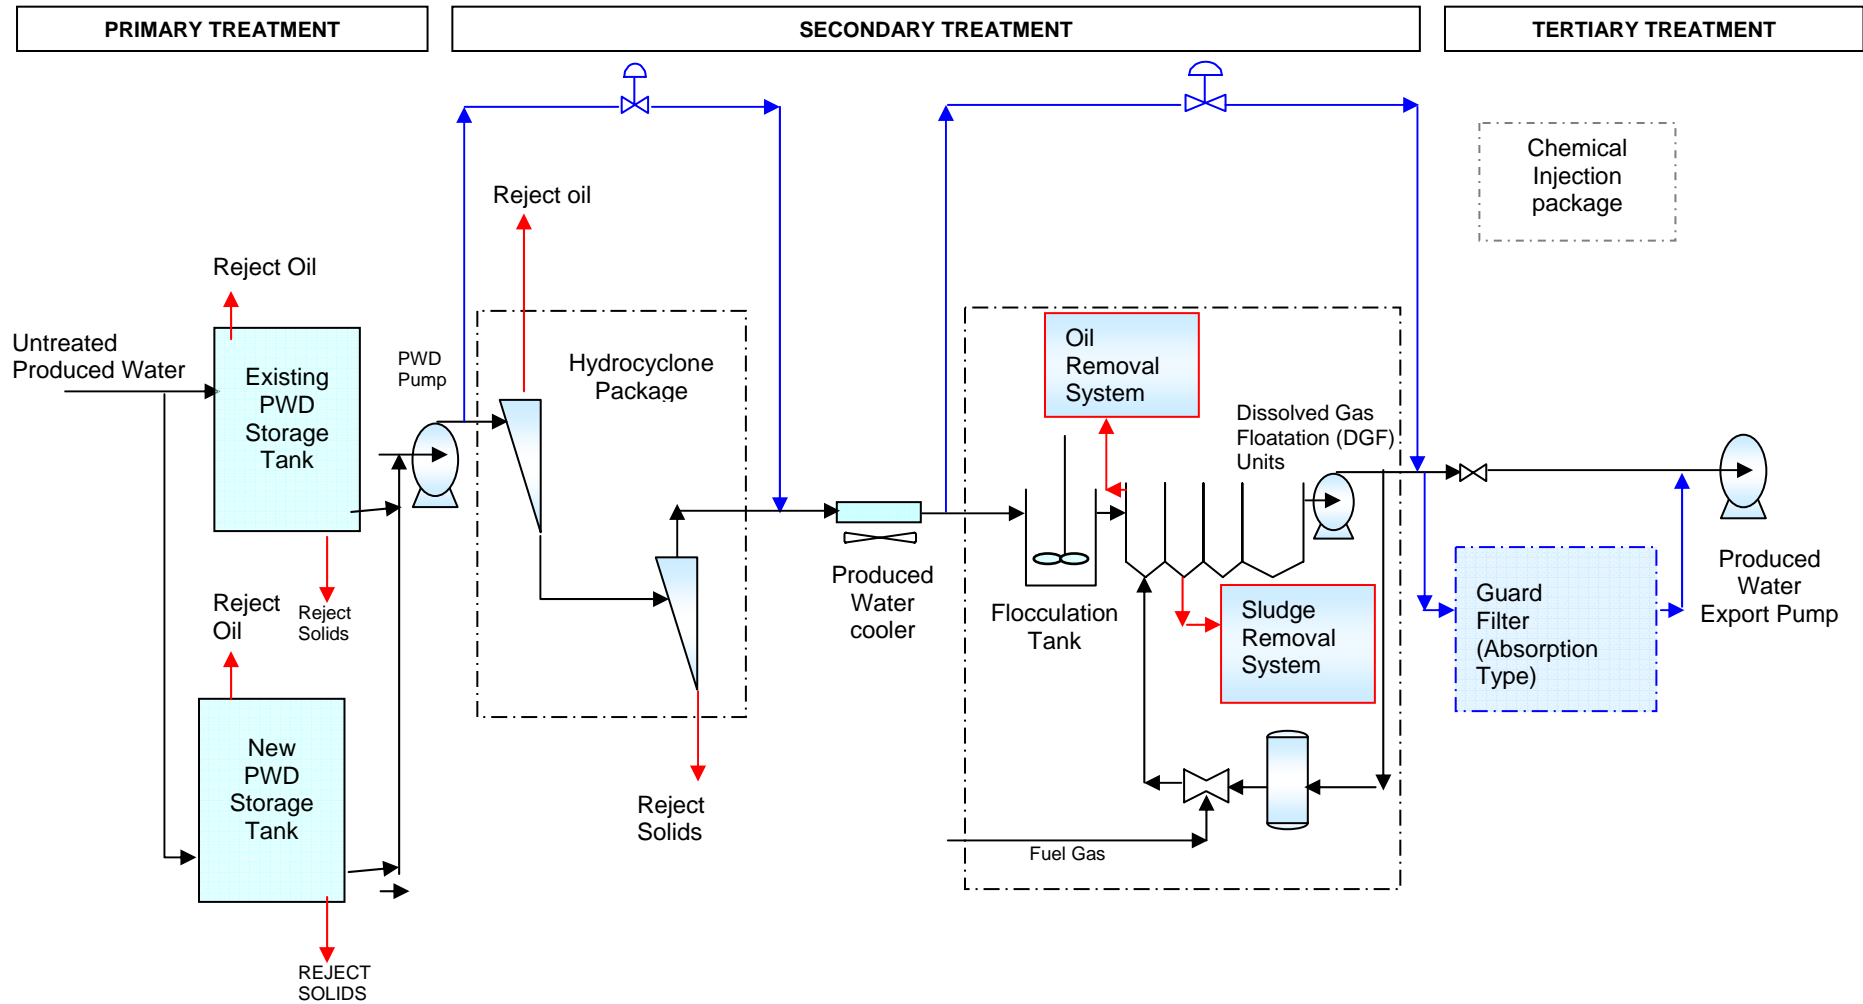 PRIMARY TREATMENT
SECONDARY TREATMENT
TERTIARY TREATMENT
Chemical
Injection
package
Reject oil
Reject Oil
Untreated
Produced Water
Existing
PWD
Storage
Tank
PWD
Pump
Hydrocyclone
Package
Oil
Removal
System
Dissolved Gas
Floatation (DGF)
Units
Reject
Oil
Reject
Solids
Produced
Water
cooler
Flocculation
Tank
Sludge
Removal
System
Guard
Filter
(Absorption
Type)
Produced
Water
Export Pump
New
PWD
Storage
Tank
Reject
Solids
Fuel Gas
REJECT
SOLIDS